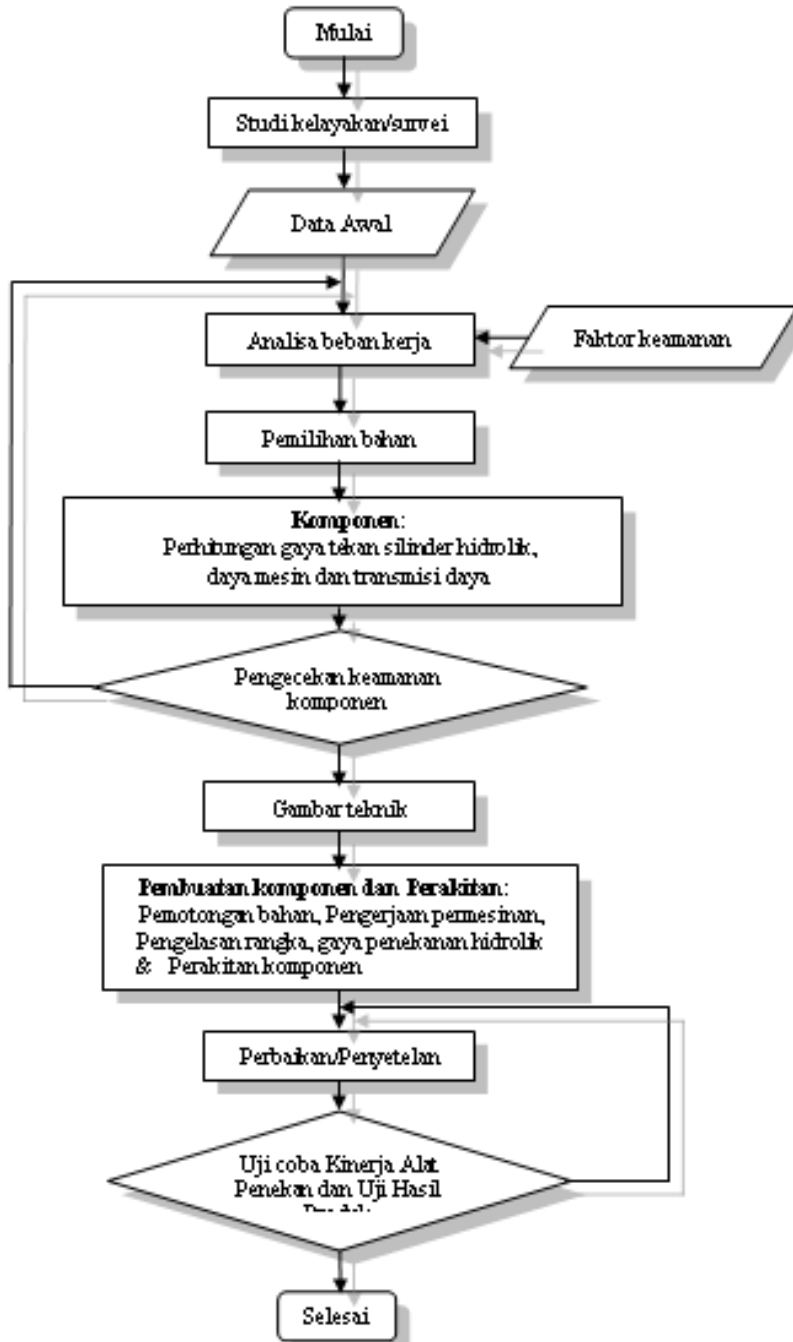 Mulai
Studi kelayakan/survei
Data Awal
Analisa beban kerja
Faktor keamanan
Pemilihan bahan
Komponen:
Perhitungan gaya tekan silinder hidrolik,
daya mesin dan transmisi daya
Pengecekan keamanan
komponen
Gambar teknik
Pembuatan komponen dan Perakitan:
Pemotongan bahan, Pengerjaan permesinan,
Pengelasan rangka, gaya penekanan hidrolik
& Perakitan komponen
Perbaikan/Penyetelan
Uji coba Kinerja Alat
Penekan dan Uji Hasil
Selesai